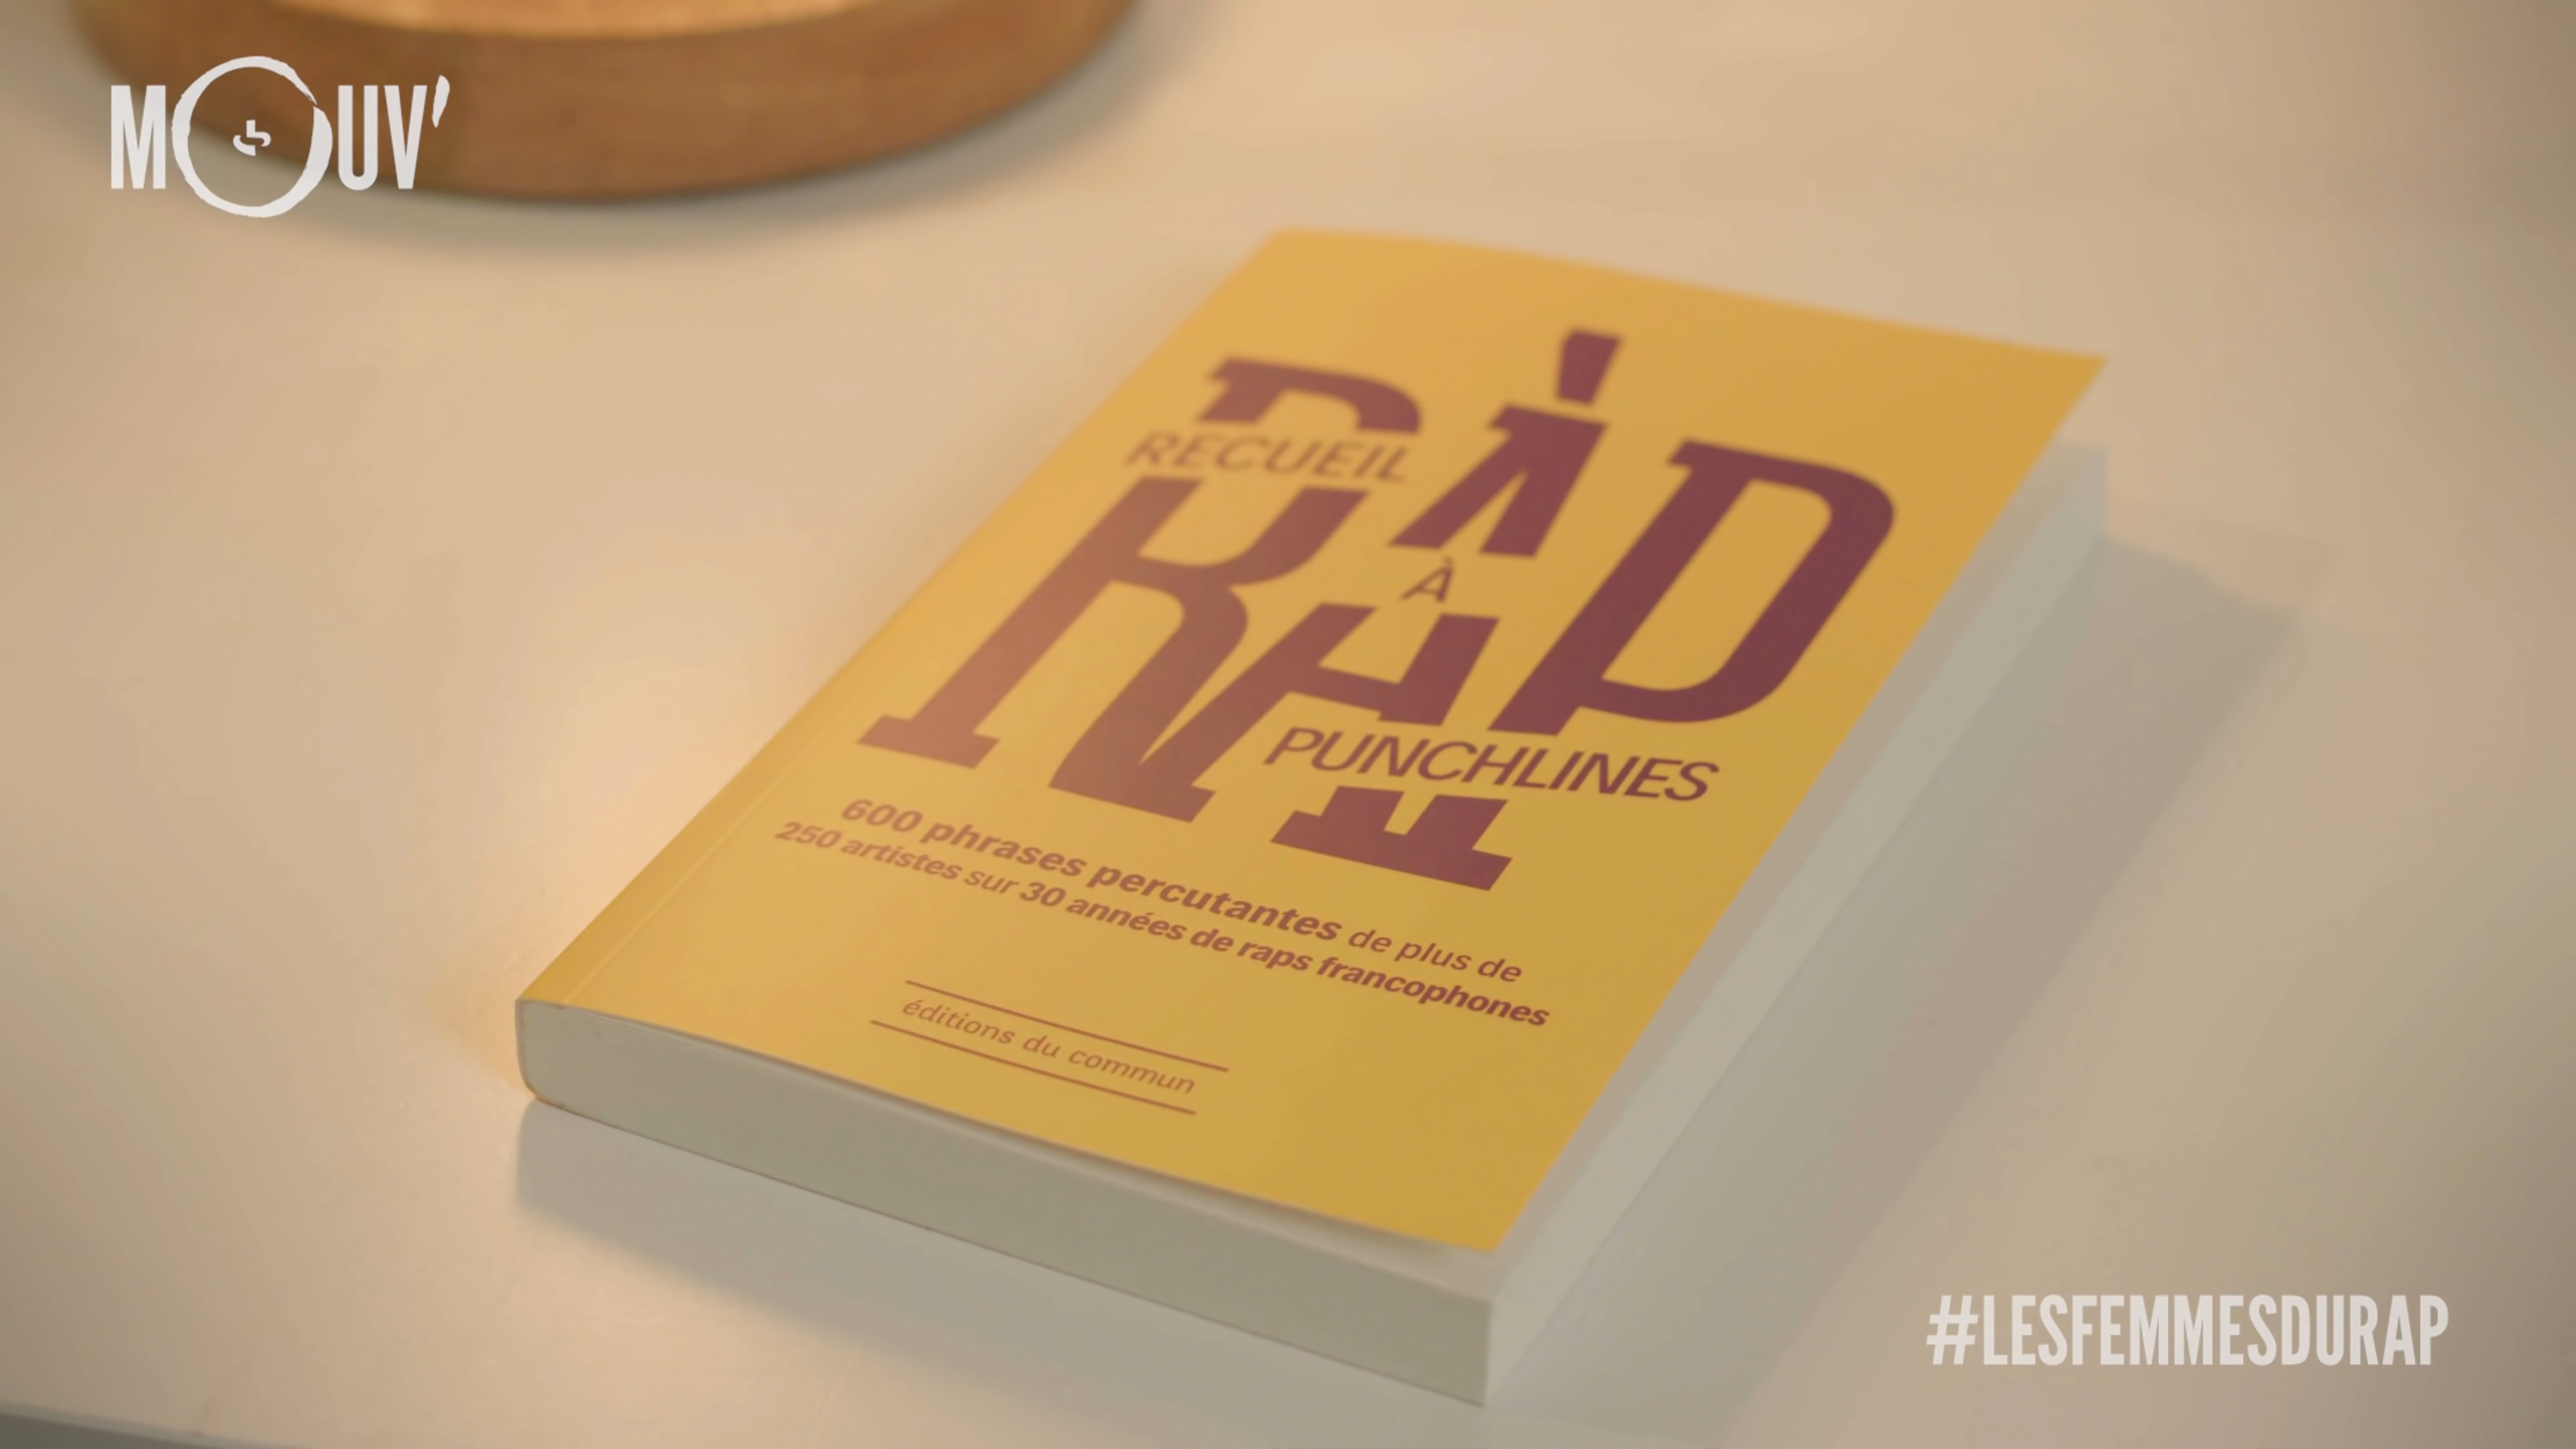 MOUV'
RAP
RECUEIL
À
PUNCHLINES
600 phrases percutantes de plus de
250 artistes sur 30 années de raps francophones
éditions du commun
#LESFEMMESDURAP